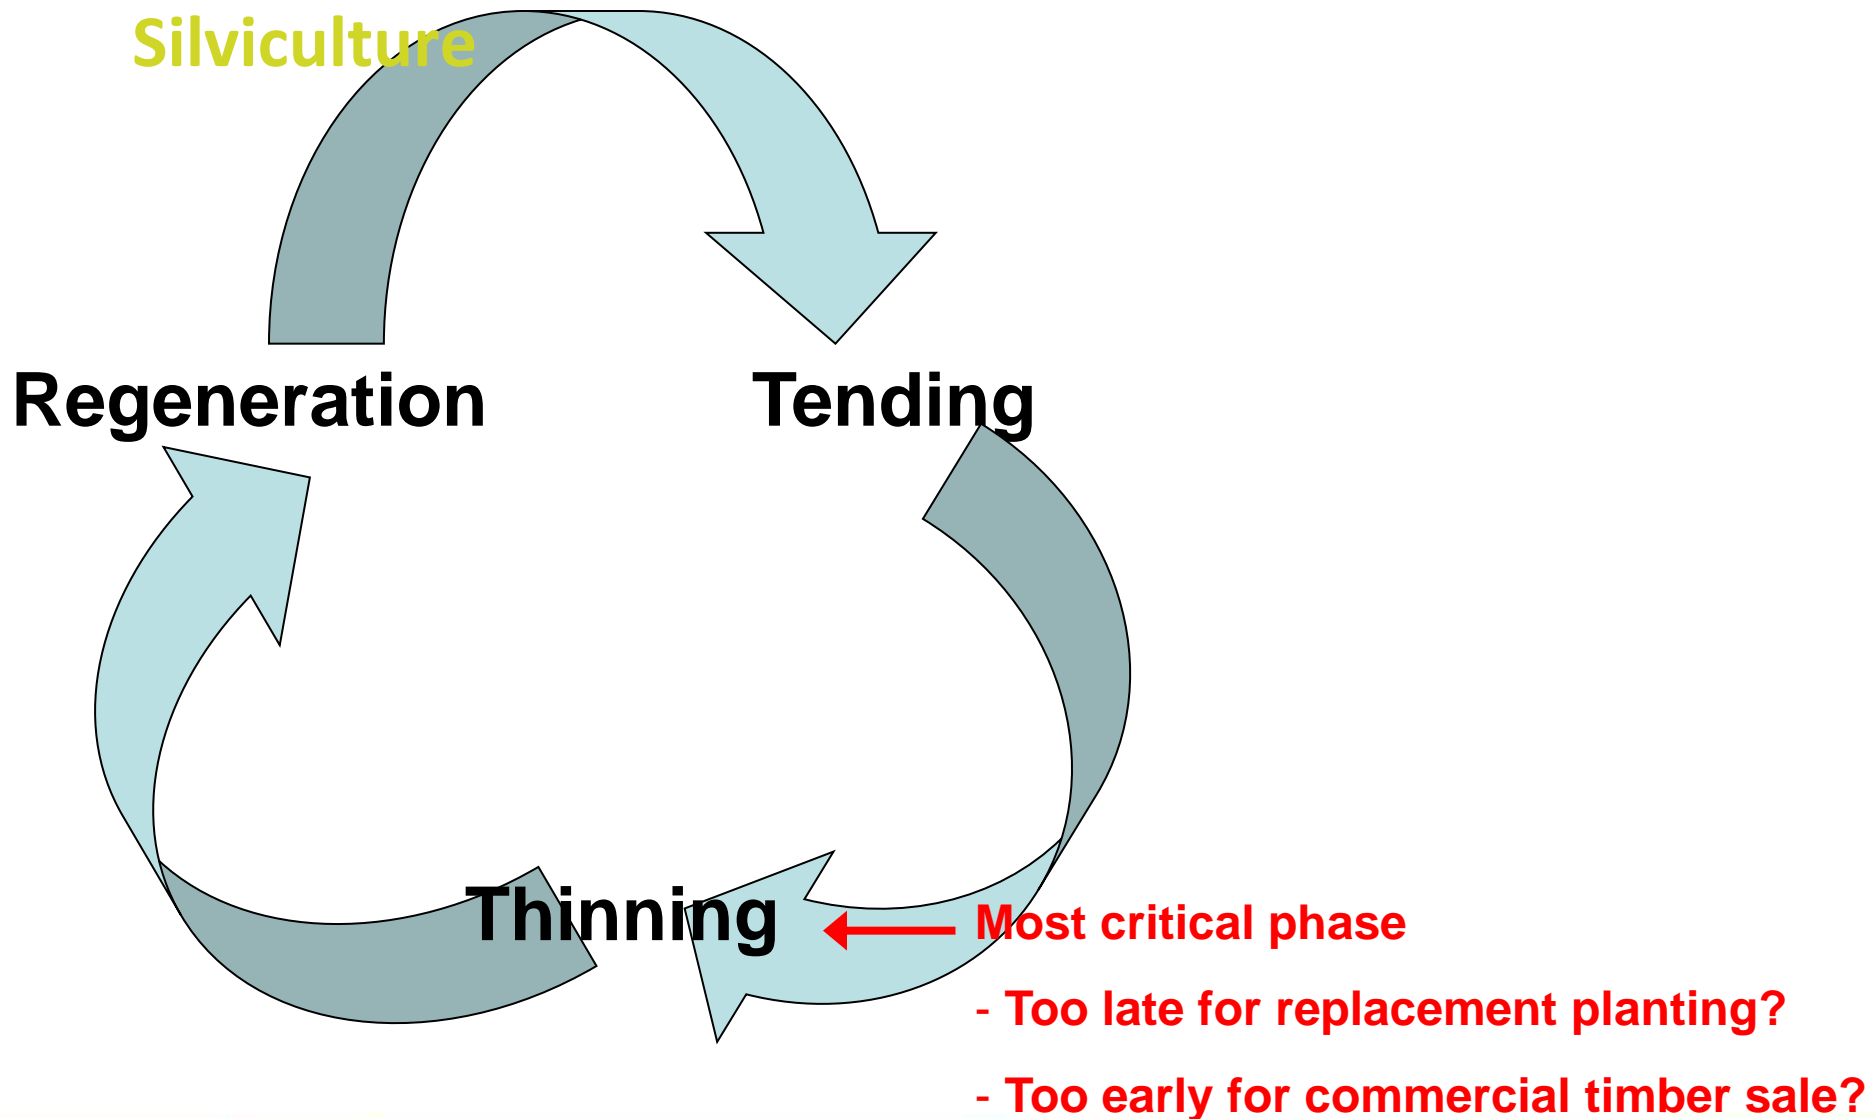 Silviculture
Regeneration
Tending
Thinning
Most critical phase
- Too late for replacement planting?
- Too early for commercial timber sale?